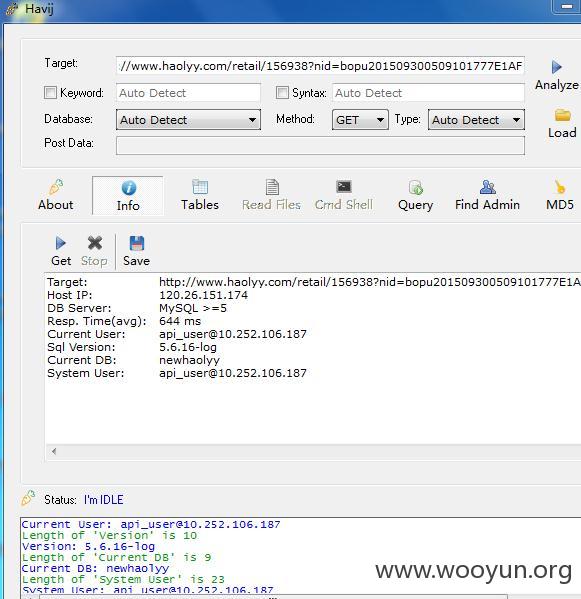 Havij
Target: ://www.haolyy.com/retail/156938?nid=bopu201509300509101777E1AF
Analyze
Keyword: Auto Detect Syntax: Auto Detect
Database: Auto Detect Method: GET Type: Auto Detect
Load
Post Data:
About Info Tables Read Files Cmd Shell Query Find Admin MD5
Get Stop Save
Target: http://www.haolyy.com/retail/156938?nid=bopu201509300509101777E1A
Host IP: 120.26.151.174
DB Server: MySQL >=5
Resp. Time(avg): 644 ms
Current User: api_user@10.252.106.187
Sql Version: 5.6.16-log
Current DB: newhaolyy
System User: api_user@10.252.106.187
Status: I'm IDLE
Current User: api_user@10.252.106.187
Length of 'Version' is 10
Version: 5.6.16-log
Length of 'Current DB' is 9
Current DB: newhaolyy
Length of 'System User' is 23
System User: api_user@10.252.106.187
www.wooyun.org